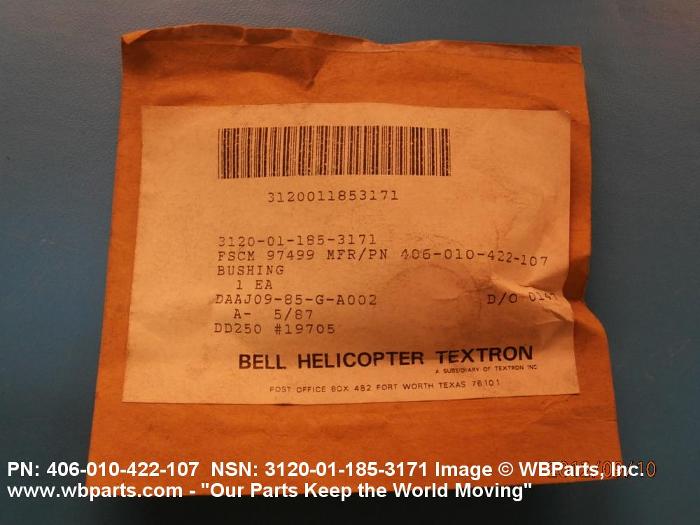 3120011853171
3120-01-185-3171
FSCM 97499 MFR/PN 406-010-422-107
BUSHING
1 EA
DAAJ09-85-G-A002 D/O
A- 5/87
DD250 #19705
BELL HELICOPTER TEXTRON
A SUBSIDIARY OF TEXTRON INC
POST OFFICE BOX 482 FORT WORTH TEXAS 76101
PN: 406-010-422-107 NSN: 3120-01-185-3171 Image © WBParts, Inc.
www.wbparts.com - "Our Parts Keep the World Moving"